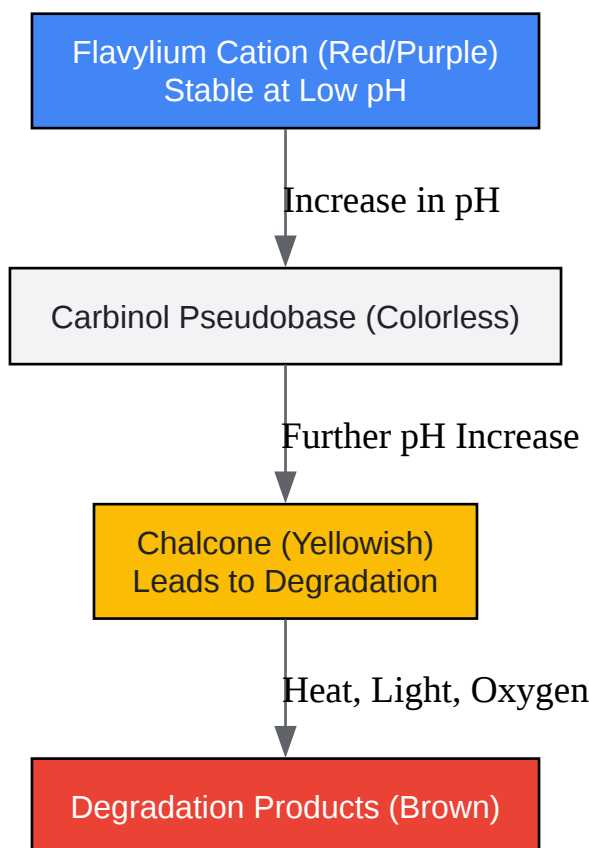 Flavylium Cation (Red/Purple)
Stable at Low pH
Increase in pH
Carbinol Pseudobase (Colorless)
Further pH Increase
Chalcone (Yellowish)
Leads to Degradation
Heat, Light, Oxygen
Degradation Products (Brown)